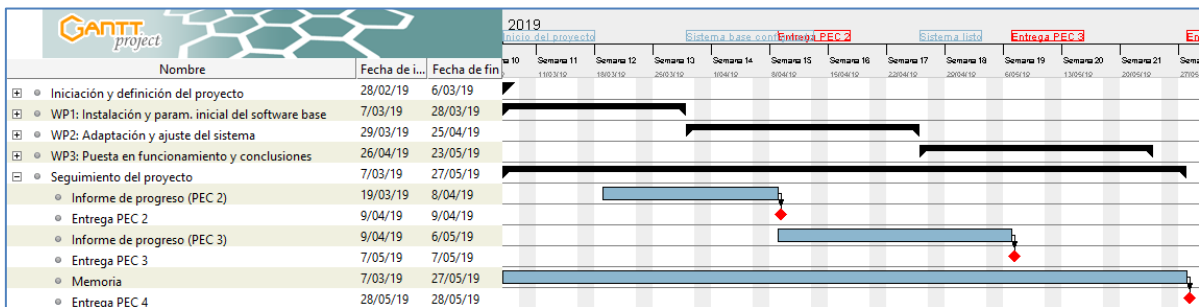 GANTT project
2019
Inicio del proyecto Sistema base Entrega PEC 2 Sistema listo Entrega PEC 3 En
Nombre Fecha de i... Fecha de fin
na 10 Semana 11 Semana 12 Semana 13 Semana 14 Semana 15 Semana 16 Semana 17 Semana 18 Semana 19 Semana 20 Semana 21 Semana
11/03/19 18/03/19 25/03/19 1/04/19 8/04/19 15/04/19 22/04/19 29/04/19 6/05/19 13/05/19 20/05/19 27/05
Iniciación y definición del proyecto 28/02/19 6/03/19
WP1: Instalación y param. inicial del software base 7/03/19 28/03/19
WP2: Adaptación y ajuste del sistema 29/03/19 25/04/19
WP3: Puesta en funcionamiento y conclusiones 26/04/19 23/05/19
Seguimiento del proyecto 7/03/19 27/05/19
Informe de progreso (PEC 2) 19/03/19 8/04/19
Entrega PEC 2 9/04/19 9/04/19
Informe de progreso (PEC 3) 9/04/19 6/05/19
Entrega PEC 3 7/05/19 7/05/19
Memoria 7/03/19 27/05/19
Entrega PEC 4 28/05/19 28/05/19